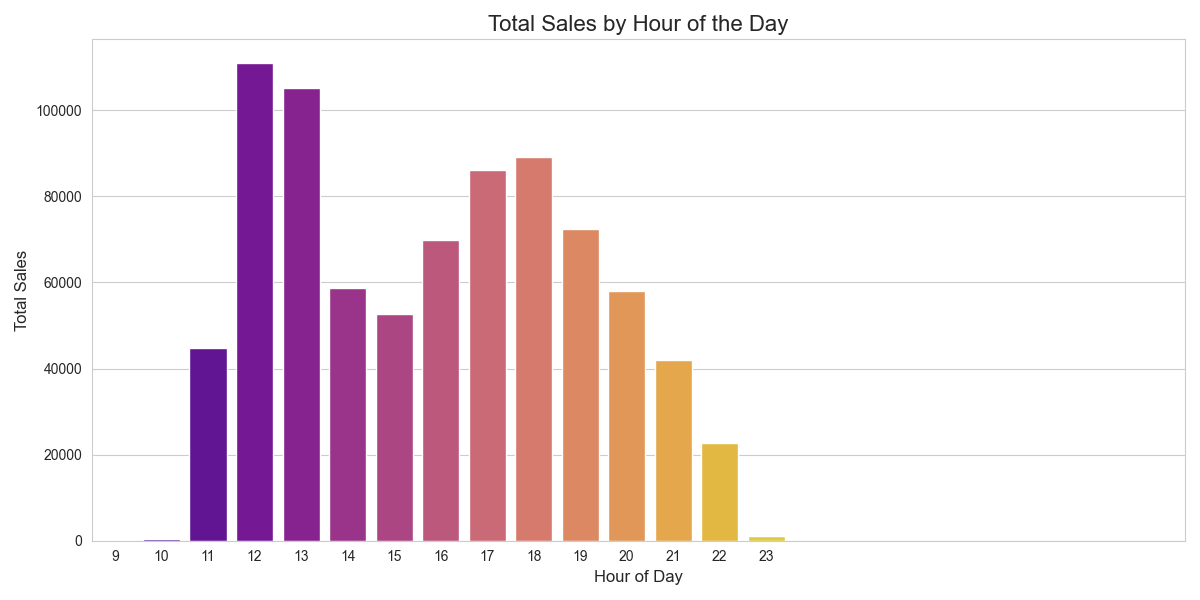 Total Sales by Hour of the Day
Total Sales
100000
80000
60000
40000
20000
0
9 10 11 12 13 14 15 16 17 18 19 20 21 22 23
Hour of Day